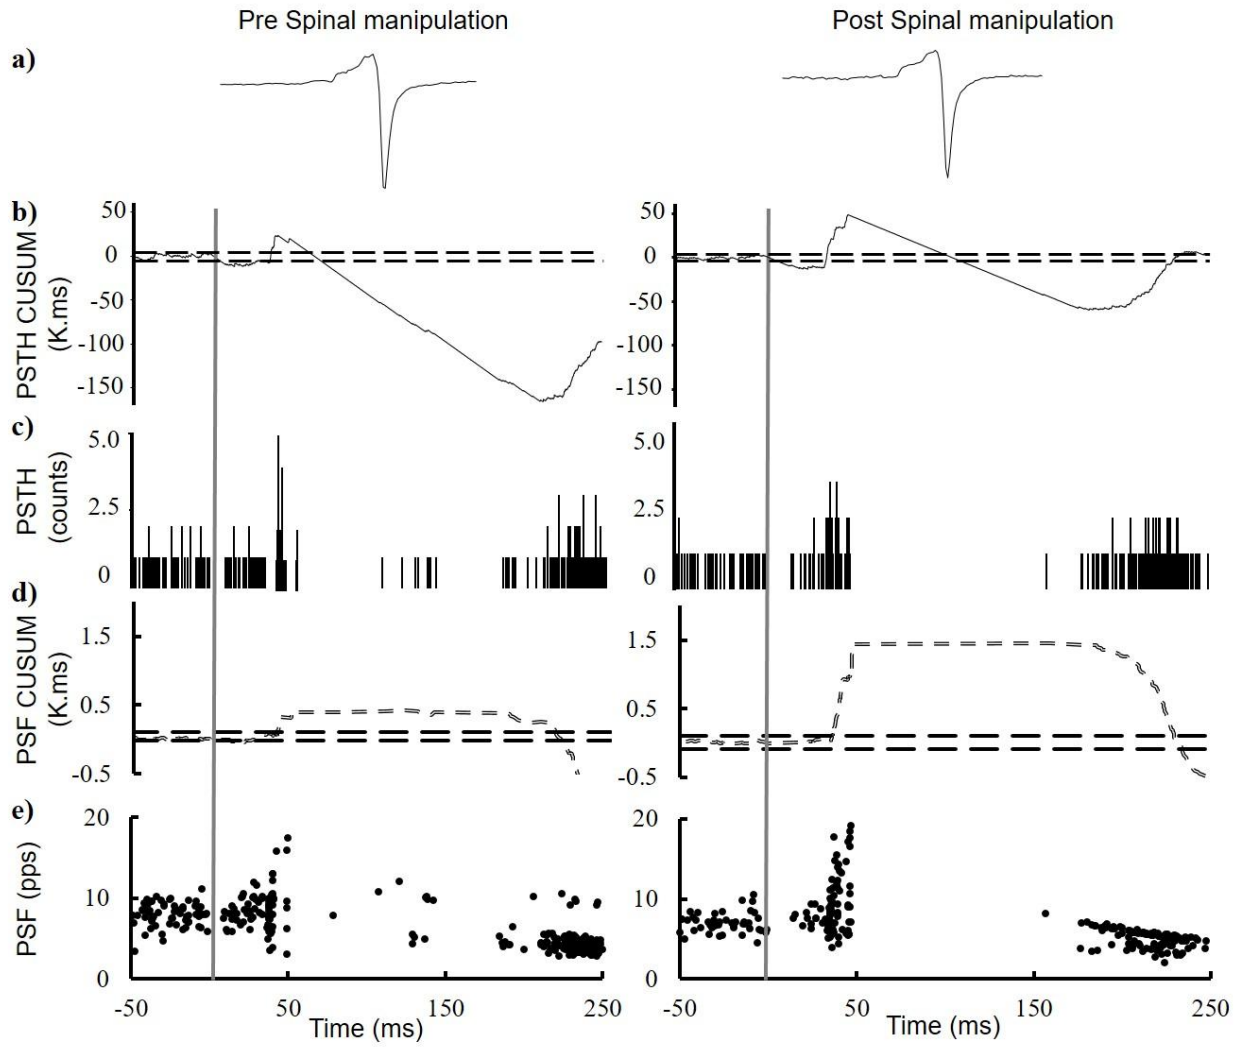 Pre Spinal manipulation
Post Spinal manipulation
a)
b)
PSTH CUSUM
(K.ms)
50
0
-50
-100
-150
50
0
-50
-100
-150
c)
PSTH
(counts)
5.0
2.5
0
5.0
2.5
0
d)
PSF CUSUM
(K.ms)
1.5
0.5
-0.5
1.5
0.5
-0.5
e)
PSF (pps)
20
10
0
20
10
0
-50
50
150
250
-50
50
150
250
Time (ms)
Time (ms)